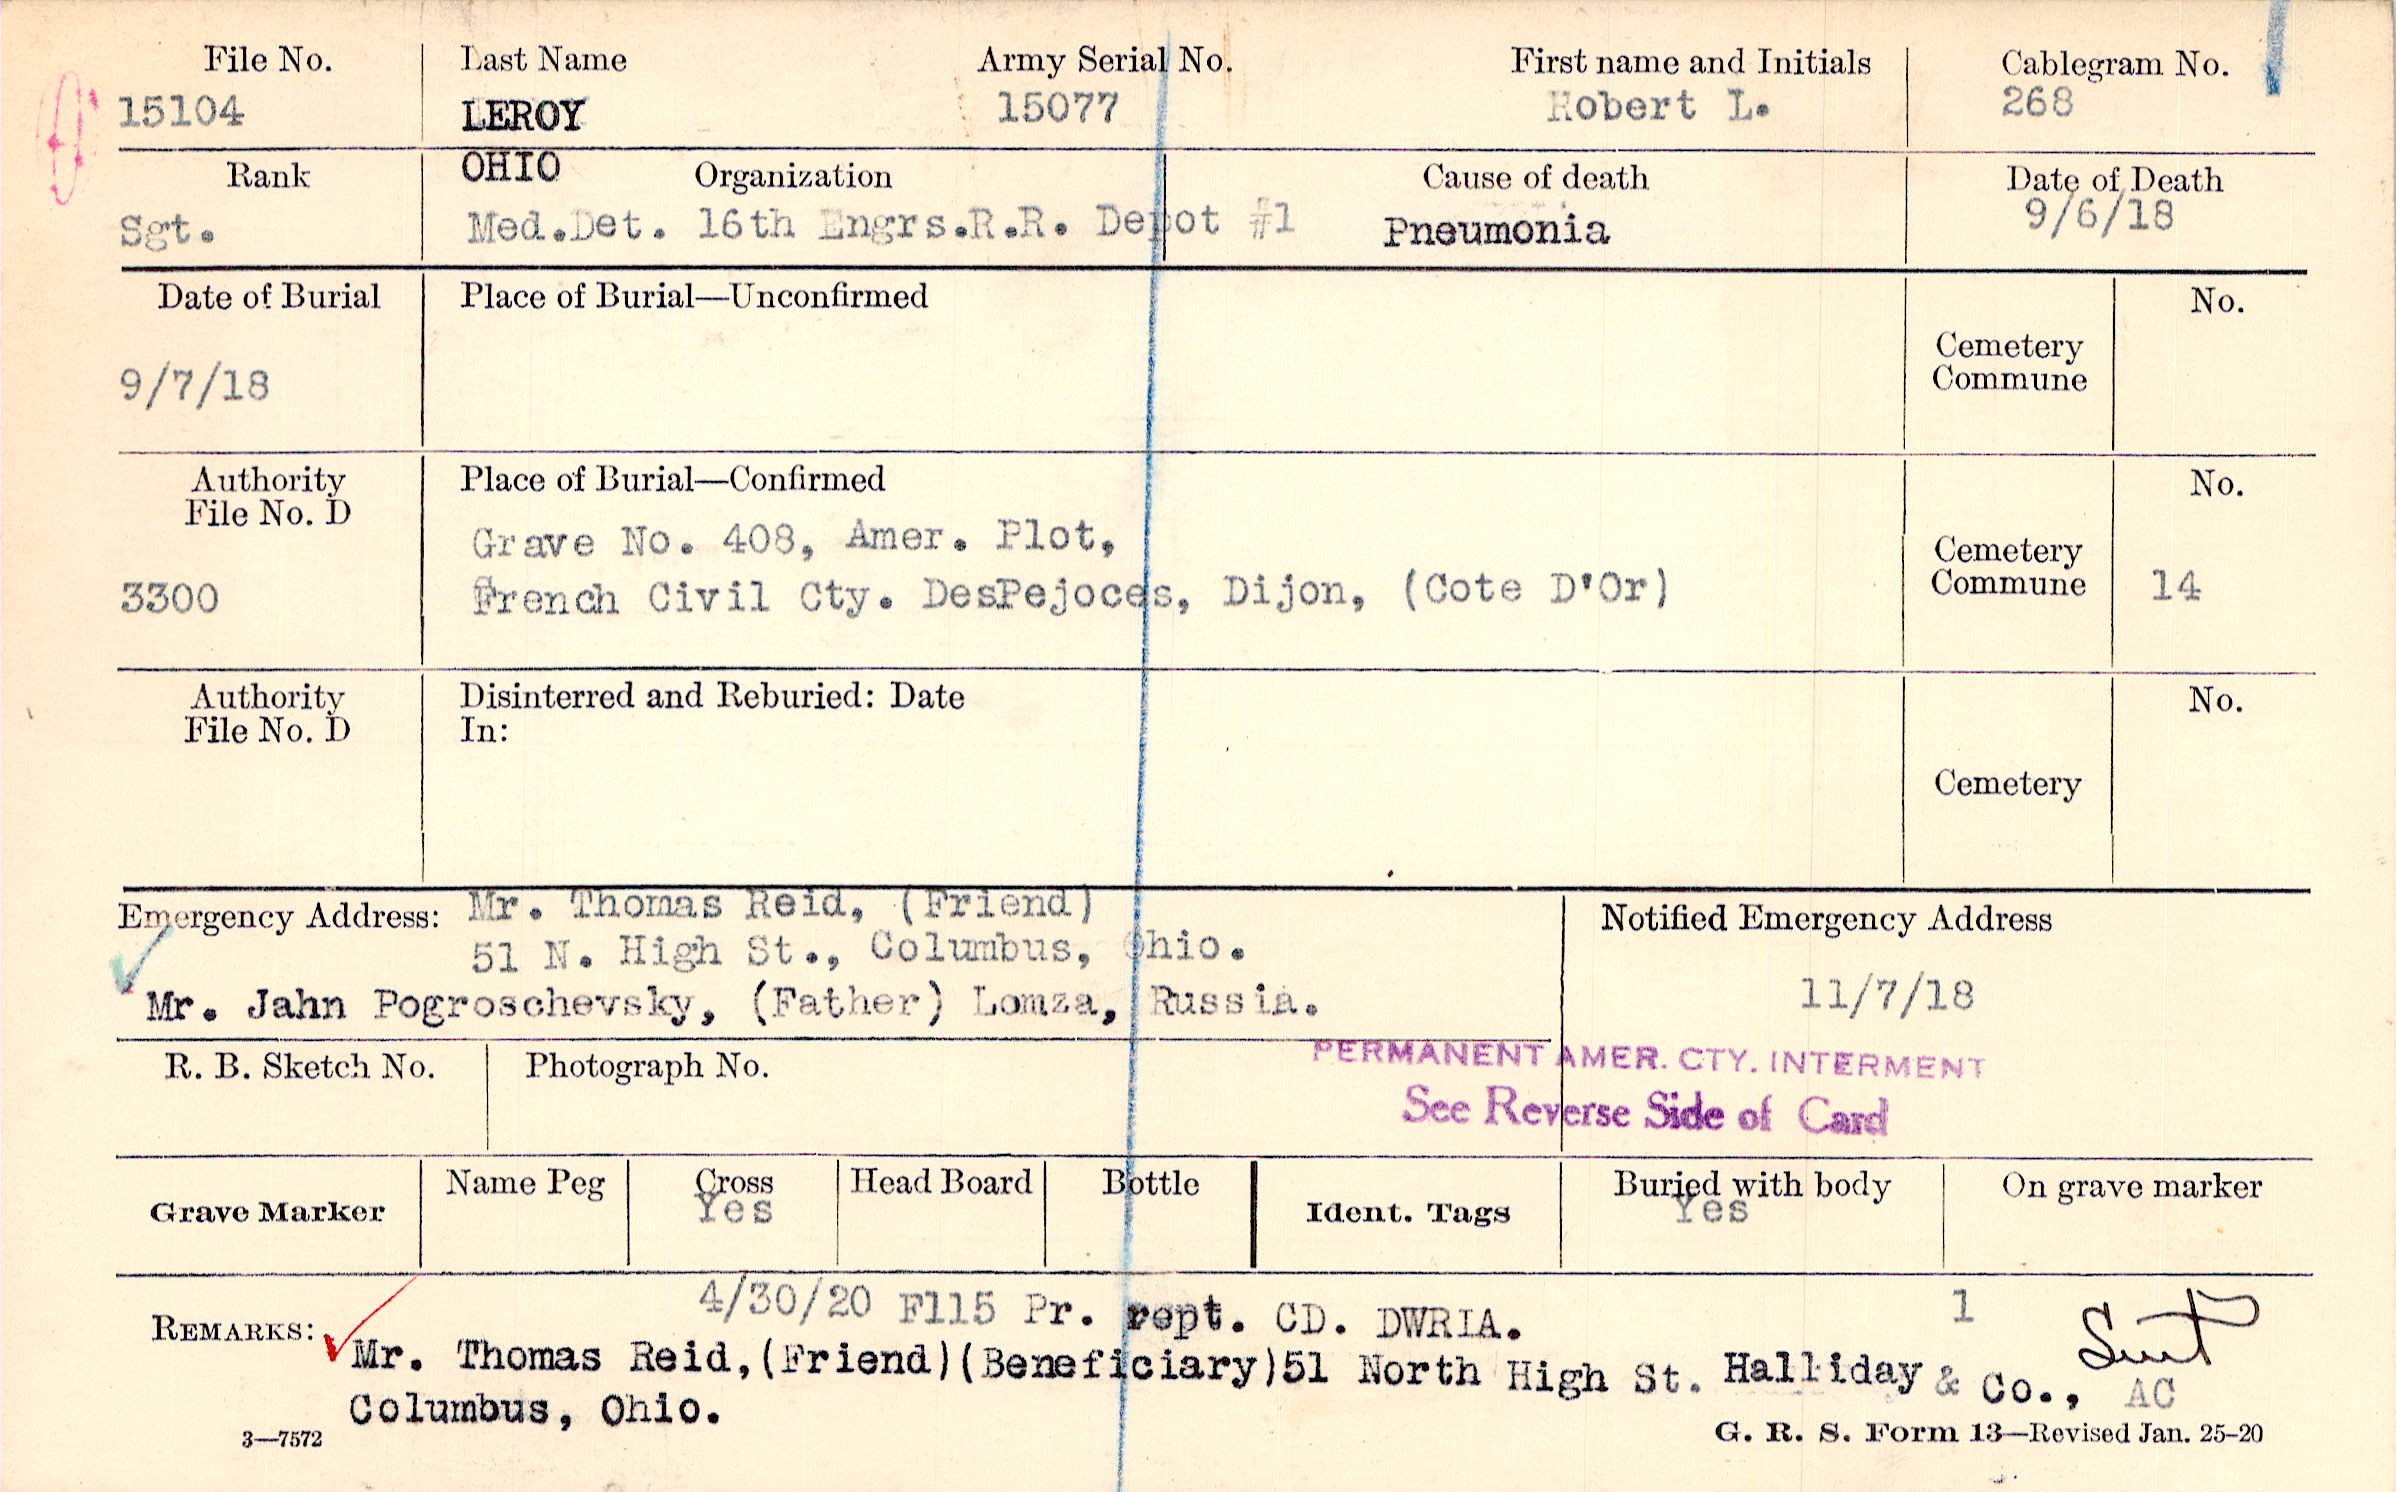 File No. Last Name Army Serial No. First name and Initials Cablegram No.
15104 LEROY 15077 Robert L. 268
Rank OHIO Organization Cause of death Date of Death
Sgt. Med.Det. 16th Engrs.R.R. Depot #1 Pneumonia 9/6/18
Date of Burial Place of Burial—Unconfirmed No.
Cemetery
Commune
9/7/18
Authority Place of Burial—Confirmed No.
File No. D
Grave No. 408, Amer. Plot,
Cemetery
3300 French Civil Cty. DesPejoces, Dijon, (Cote D'Or) Commune 14
Authority Disinterred and Reburied: Date No.
File No. D In:
Cemetery
Emergency Address: Mr. Thomas Reid, (Friend) Notified Emergency Address
51 N. High St., Columbus, Ohio.
Mr. Jahn Pogroschevsky, (Father) Lomza, Russia. 11/7/18
R. B. Sketch No. Photograph No. PERMANENT AMER. CTY. INTERMENT
See Reverse Side of Card
Grave Marker Name Peg Cross Head Board Bottle Ident. Tags Buried with body On grave marker
Yes Yes
4/30/20 F115 Pr. rept. CD. DWRIA. 1
REMARKS:
Mr. Thomas Reid,(Friend)(Beneficiary)51 North High St. Halliday & Co., AC
Columbus, Ohio.
3—7572 G. R. S. Form 13—Revised Jan. 25-20